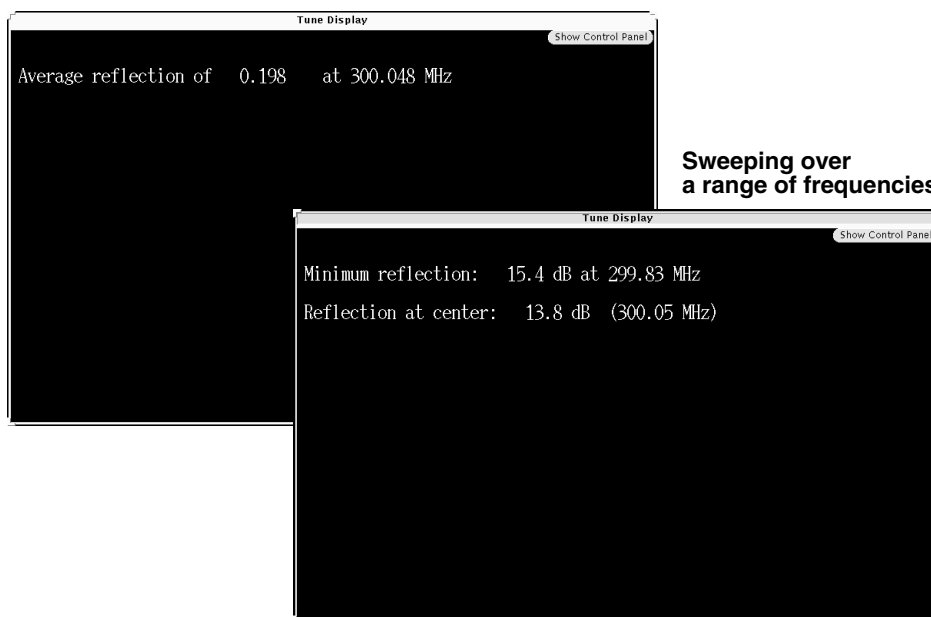 Tune Display
Show Control Panel
Average reflection of 0.198 at 300.048 MHz
Sweeping over
a range of frequencies
Tune Display
Show Control Panel
Minimum reflection: 15.4 dB at 299.83 MHz
Reflection at center: 13.8 dB (300.05 MHz)